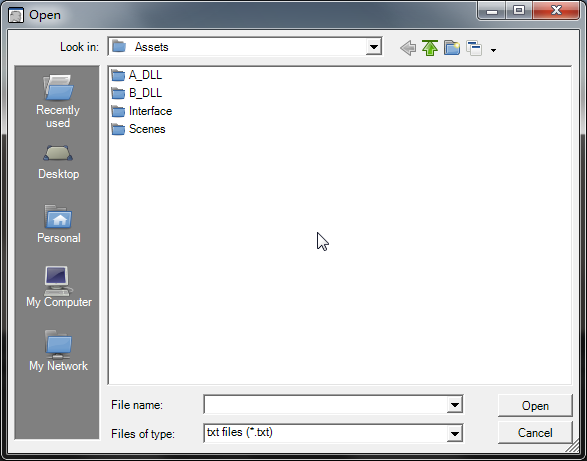 Open
Look in:
Assets
Recently
used
Desktop
Personal
My Computer
My Network
A_DLL
B_DLL
Interface
Scenes
File name:
Open
Files of type:
txt files (*.txt)
Cancel